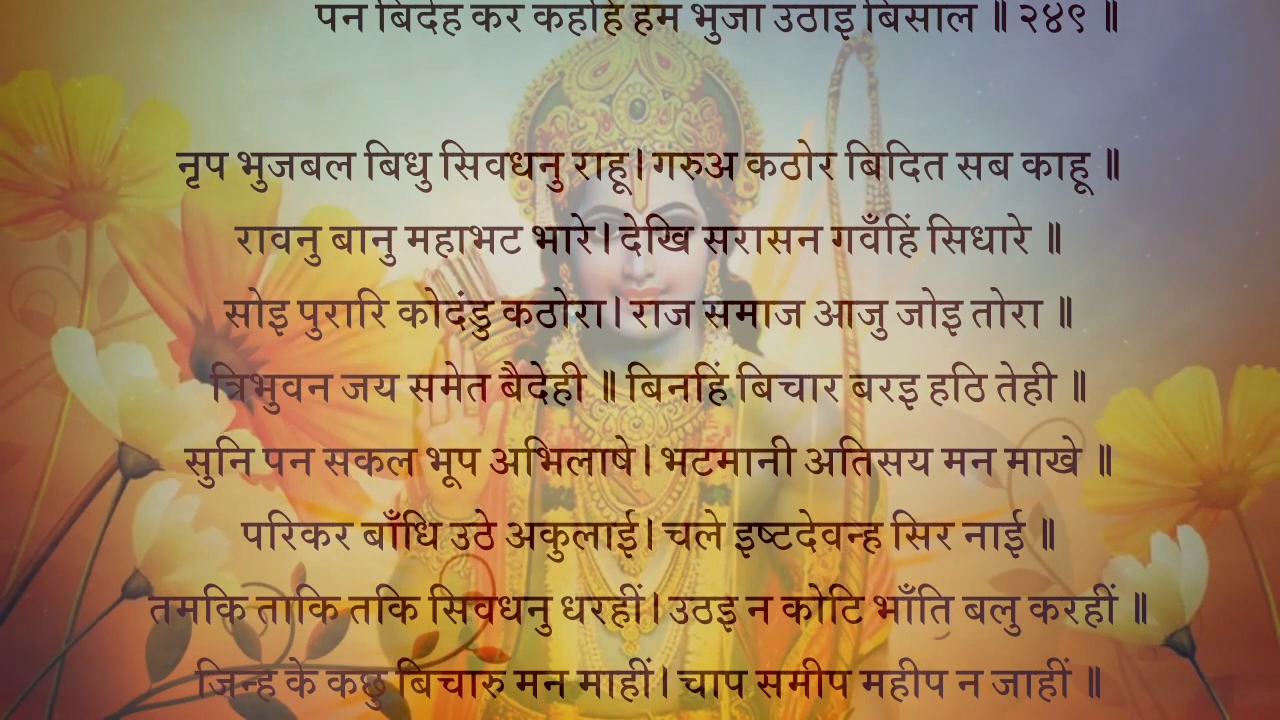 पन बिदेह कर कहहिं हम भुजा उठाइ बिसाल ॥ २४९ ॥
नृप भुजबल बिधु सिवधनु राहू। गरुअ कठोर बिदित सब काहू ॥
रावनु बानु महाभट भारे। देखि सरासन गवँहिं सिधारे ॥
सोइ पुरारि कोदंडु कठोरा। राज समाज आजु जोइ तोरा ॥
त्रिभुवन जय समेत बैदेही ॥ बिनहिं बिचार बरइ हठि तेही ॥
सुनि पन सकल भूप अभिलाषे। भटमानी अतिसय मन माखे ॥
परिकर बाँधि उठे अकुलाई। चले इष्टदेवन्ह सिर नाई ॥
तमकि ताकि तकि सिवधनु धरहीं। उठइ न कोटि भाँति बलु करहीं ॥
जिन्ह के कछु बिचारु मन माहीं। चाप समीप महीप न जाहीं ॥